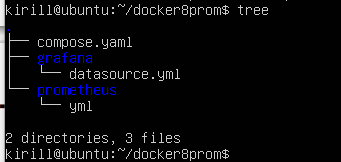 kirill@ubuntu:~/docker8prom$ tree
.
├── compose.yaml
├── grafana
│   └── datasource.yml
└── prometheus
    └── yml

2 directories, 3 files
kirill@ubuntu:~/docker8prom$